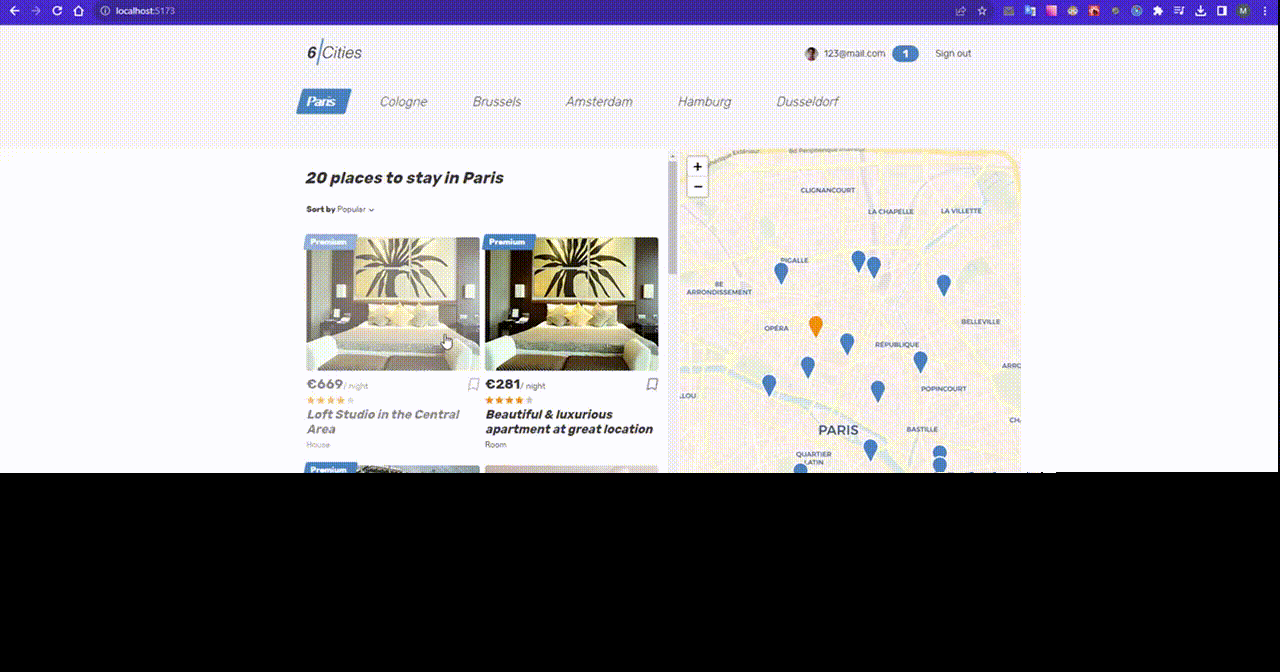 localhost:5173
M
6 Cities
123@mail.com 1 Sign out
Paris Cologne Brussels Amsterdam Hamburg Dusseldorf
20 places to stay in Paris
Sort by Popular
Premium
€669 / night
Loft Studio in the Central
Area
House
Premium
€281 / night
Beautiful & luxurious
apartment at great location
Room
Premium
+
−
CLIGNANCOURT
LA CHAPELLE
LA VILLETTE
PIGALLE
8E
ARRONDISSEMENT
OPÉRA
BELLEVILLE
RÉPUBLIQUE
POPINCOURT
PARIS
BASTILLE
QUARTIER
LATIN